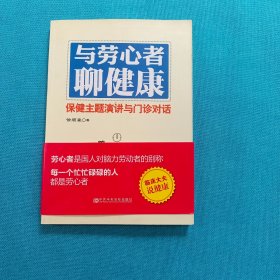 与劳心者
聊健康
保健主题演讲与门诊对话
劳心者是国人对脑力劳动者的别称
每一个忙忙碌碌的人
都是劳心者
临床大夫
说健康